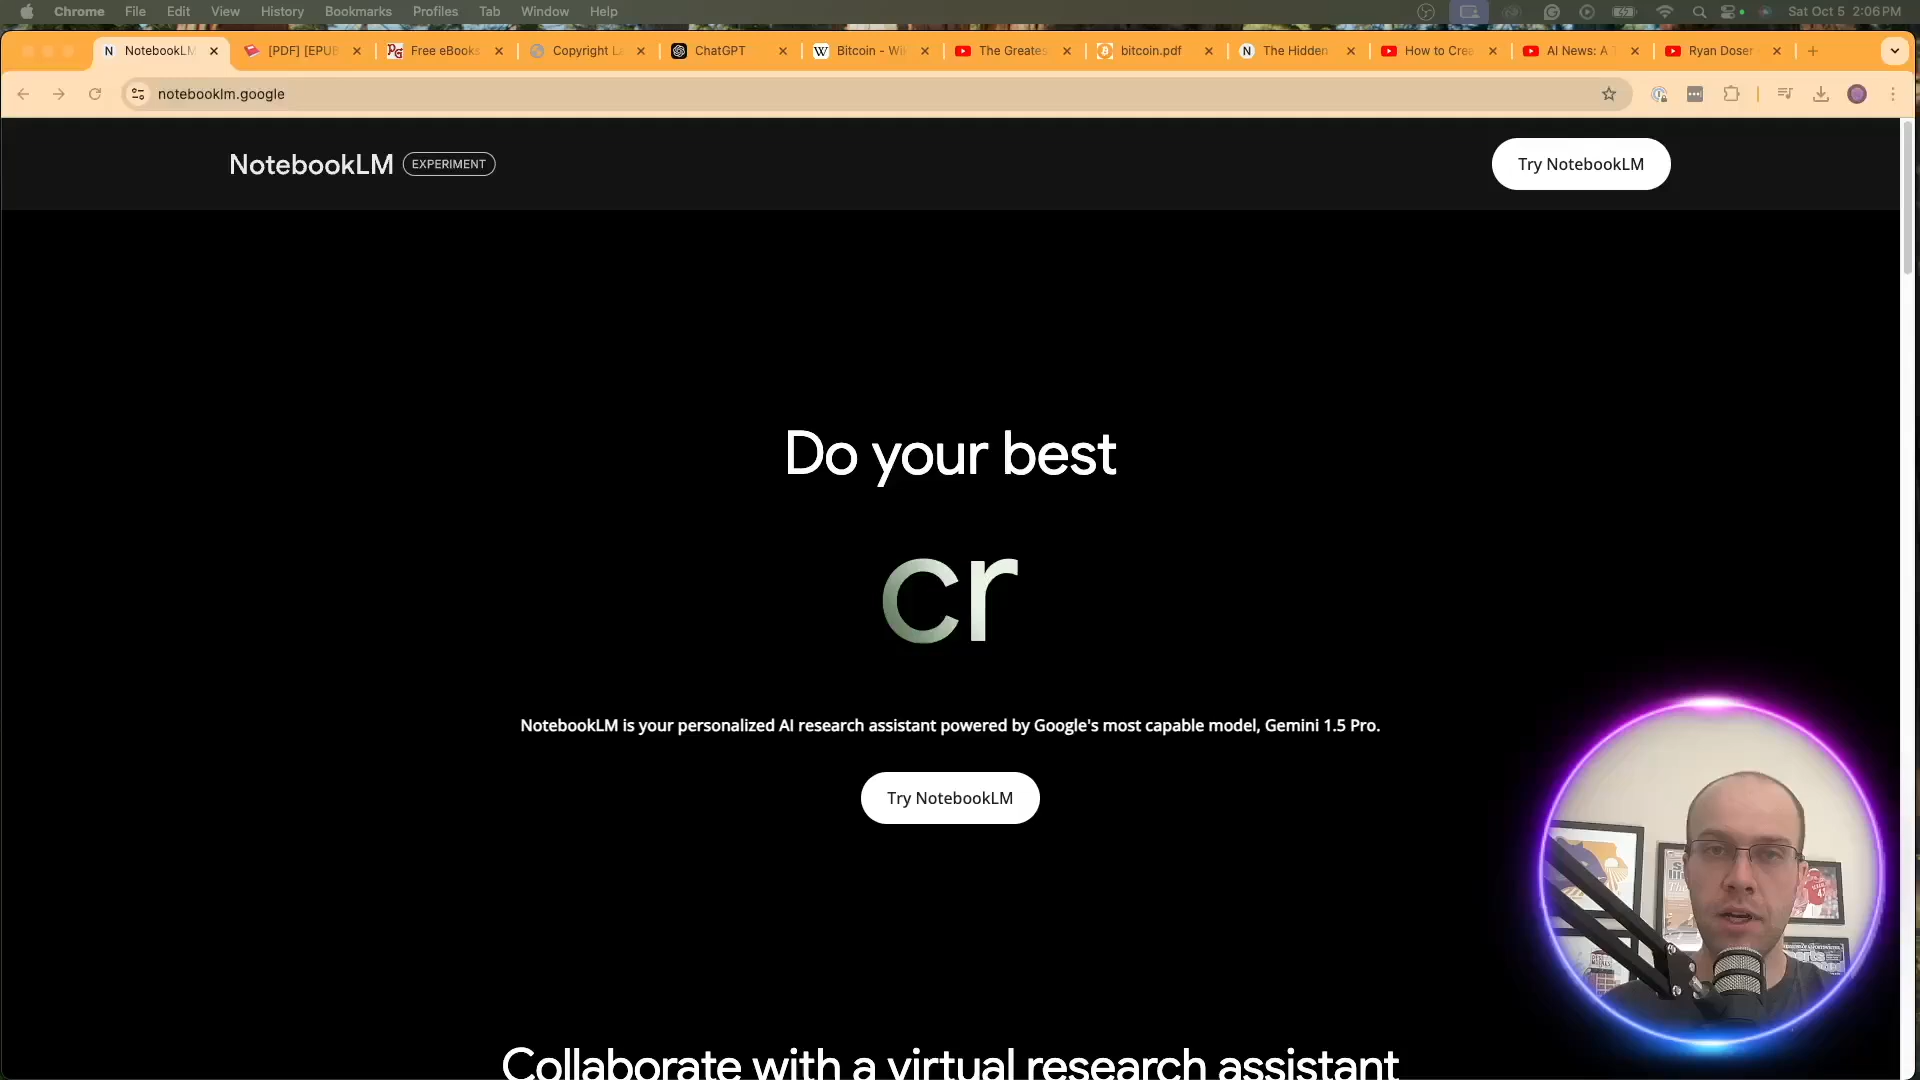 Chrome File Edit View History Bookmarks Profiles Tab Window Help Sat Oct 5 2:06 PM
NotebookLM [PDF] [EPUB Free eBooks Copyright La ChatGPT Bitcoin - Wik The Greates bitcoin.pdf The Hidden How to Crea AI News: A T Ryan Doser
notebooklm.google
NotebookLM EXPERIMENT Try NotebookLM
Do your best
cr
NotebookLM is your personalized AI research assistant powered by Google's most capable model, Gemini 1.5 Pro.
Try NotebookLM
Collaborate with a virtual research assistant